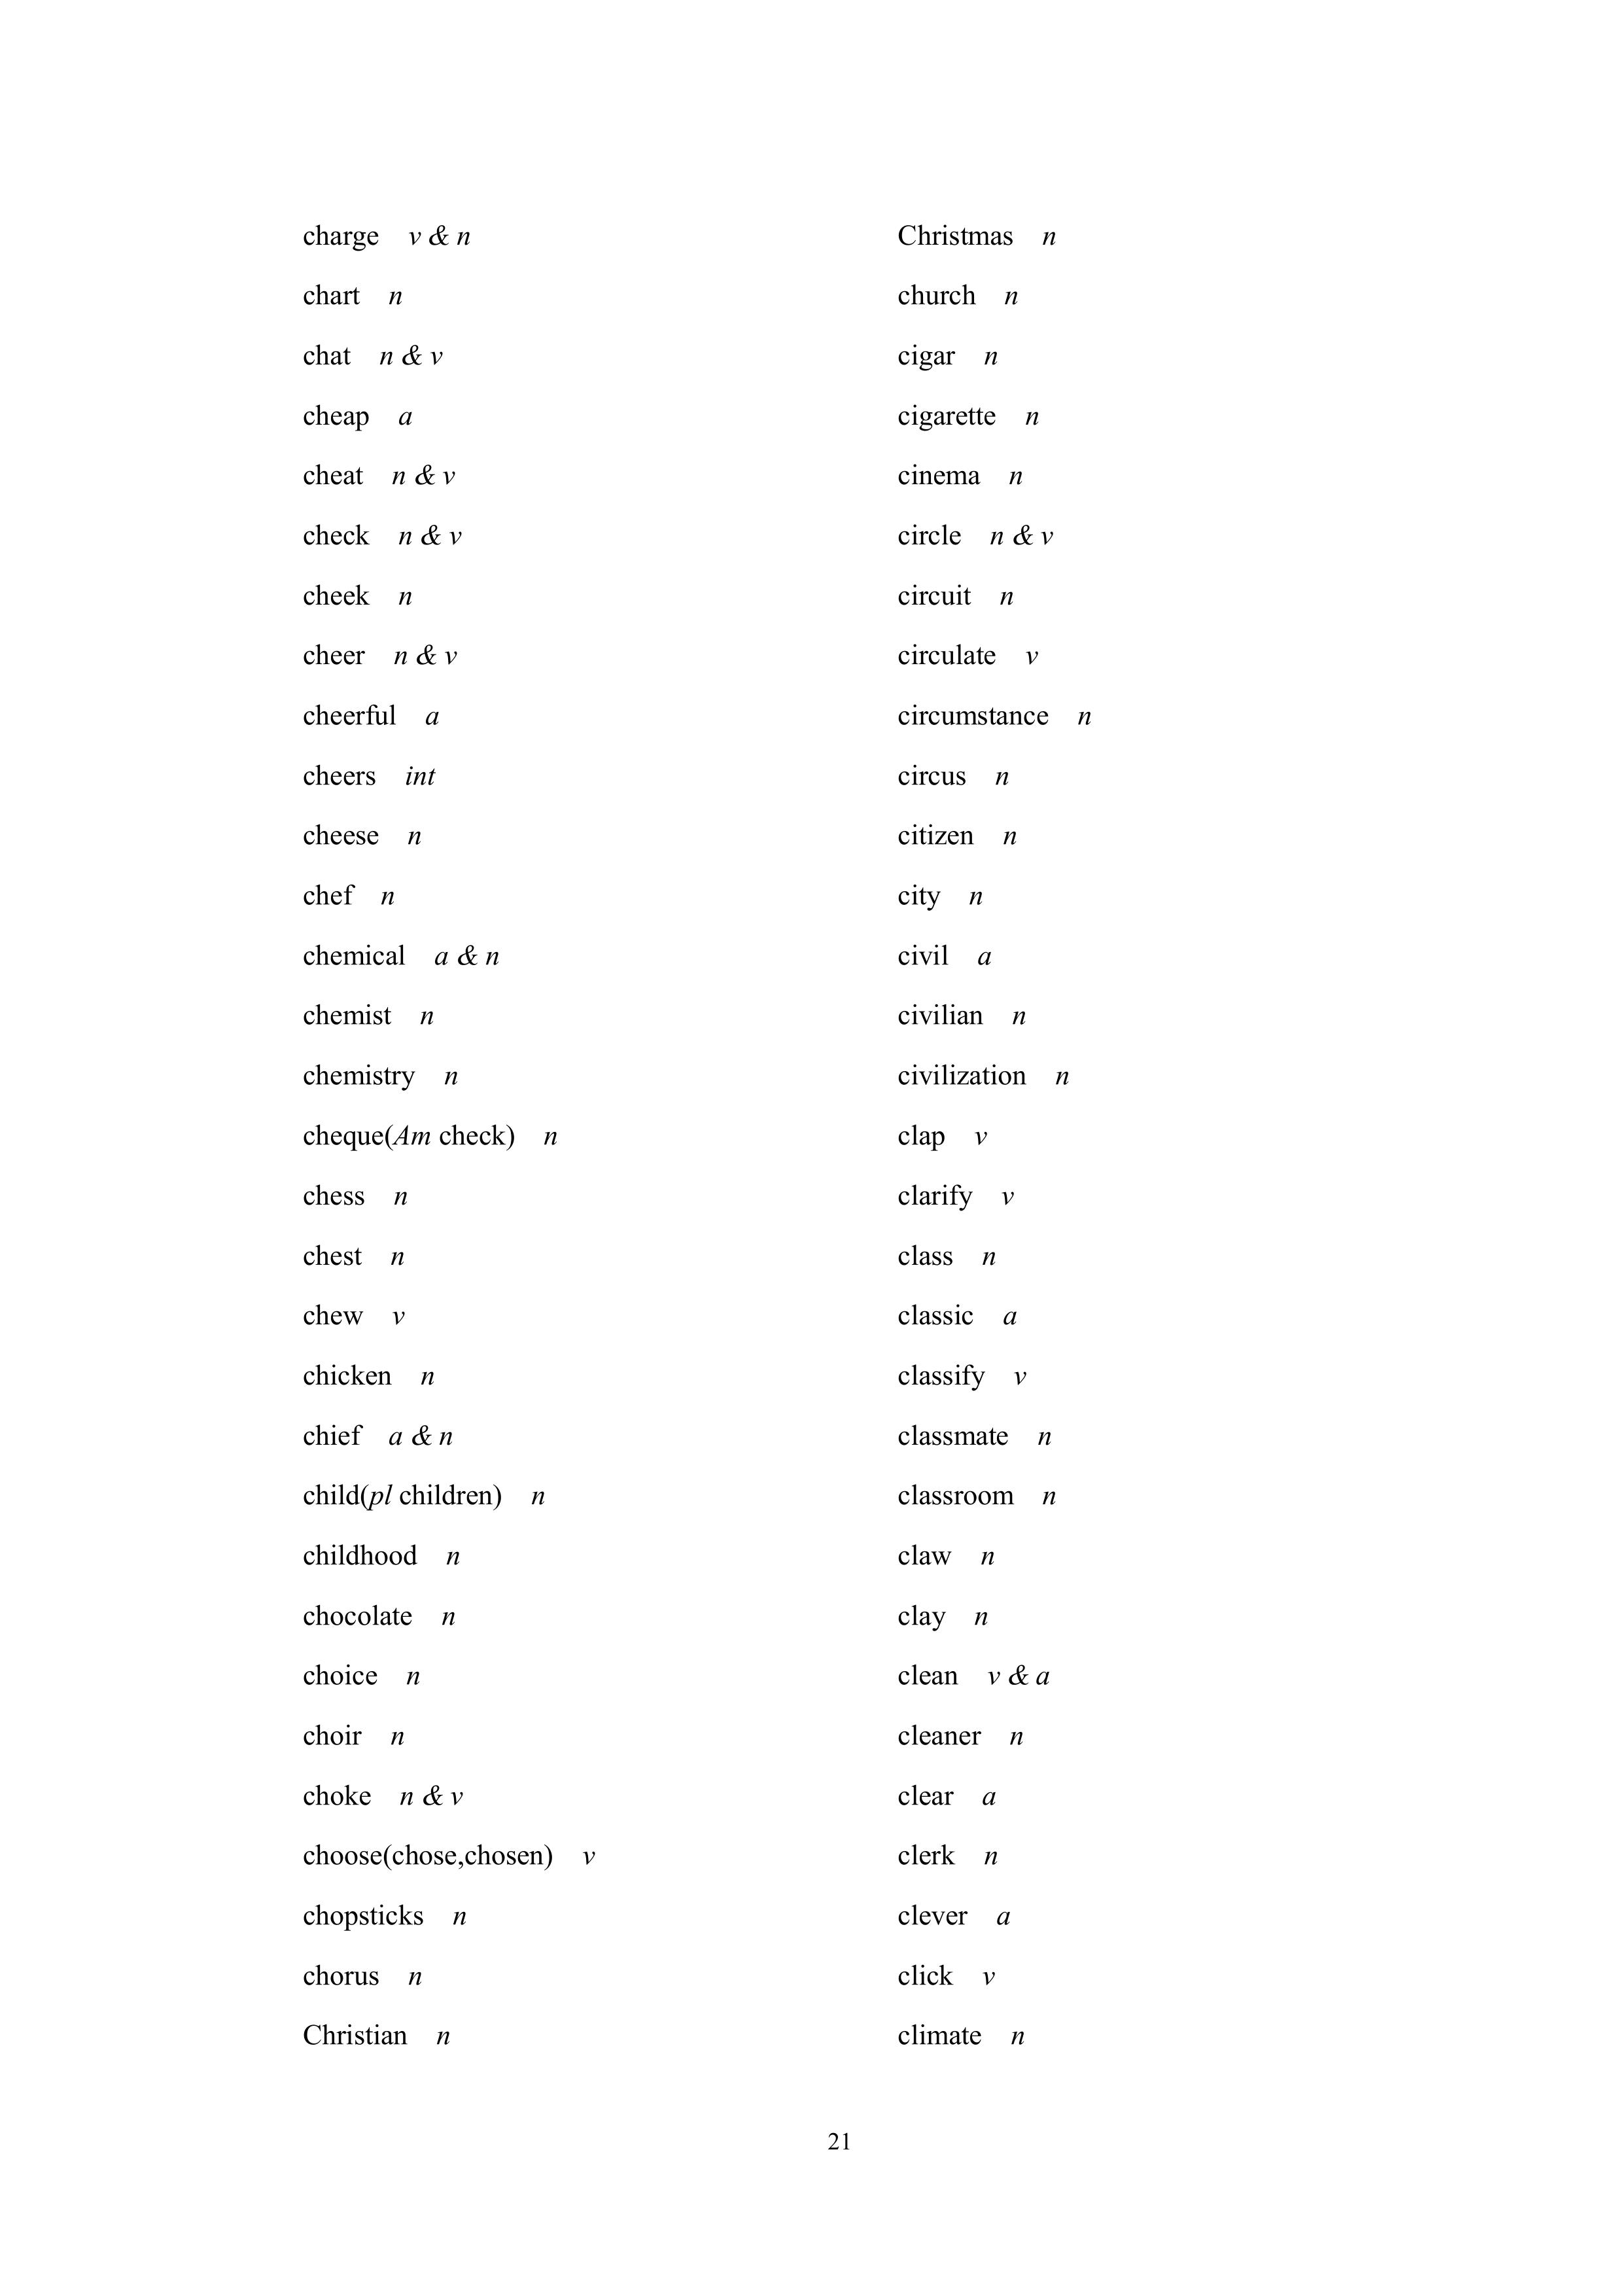 charge v & n
chart n
chat n & v
cheap a
cheat n & v
check n & v
cheek n
cheer n & v
cheerful a
cheers int
cheese n
chef n
chemical a & n
chemist n
chemistry n
cheque(Am check) n
chess n
chest n
chew v
chicken n
chief a & n
child(pl children) n
childhood n
chocolate n
choice n
choir n
choke n & v
choose(chose,chosen) v
chopsticks n
chorus n
Christian n
Christmas n
church n
cigar n
cigarette n
cinema n
circle n & v
circuit n
circulate v
circumstance n
circus n
citizen n
city n
civil a
civilian n
civilization n
clap v
clarify v
class n
classic a
classify v
classmate n
classroom n
claw n
clay n
clean v & a
cleaner n
clear a
clerk n
clever a
click v
climate n
21